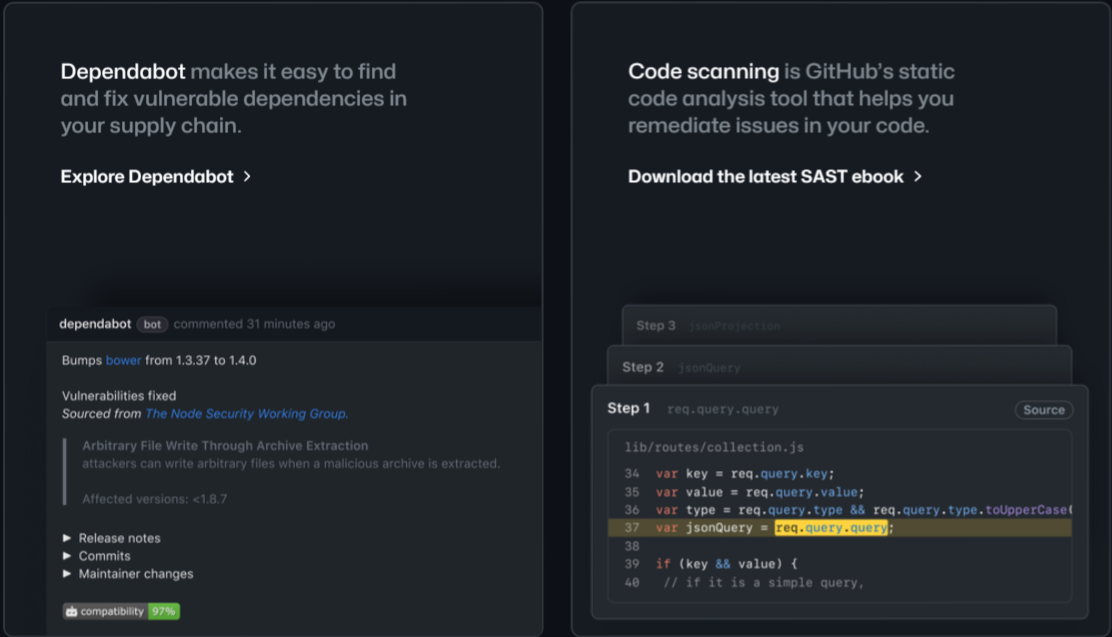 Dependabot makes it easy to find
and fix vulnerable dependencies in
your supply chain.
Explore Dependabot >
dependabot bot commented 31 minutes ago
Bumps bower from 1.3.37 to 1.4.0
Vulnerabilities fixed
Sourced from The Node Security Working Group.
Arbitrary File Write Through Archive Extraction
attackers can write arbitrary files when a malicious archive is extracted.
Affected versions: <1.8.7
► Release notes
► Commits
► Maintainer changes
compatibility 97%
Code scanning is GitHub's static
code analysis tool that helps you
remediate issues in your code.
Download the latest SAST ebook >
Step 3 jsonProjection
Step 2 jsonQuery
Step 1 req.query.query Source
lib/routes/collection.js
34 var key = req.query.key;
35 var value = req.query.value;
36 var type = req.query.type && req.query.type.toUpperCase(
37 var jsonQuery = req.query.query;
38
39 if (key && value) {
40 // if it is a simple query,